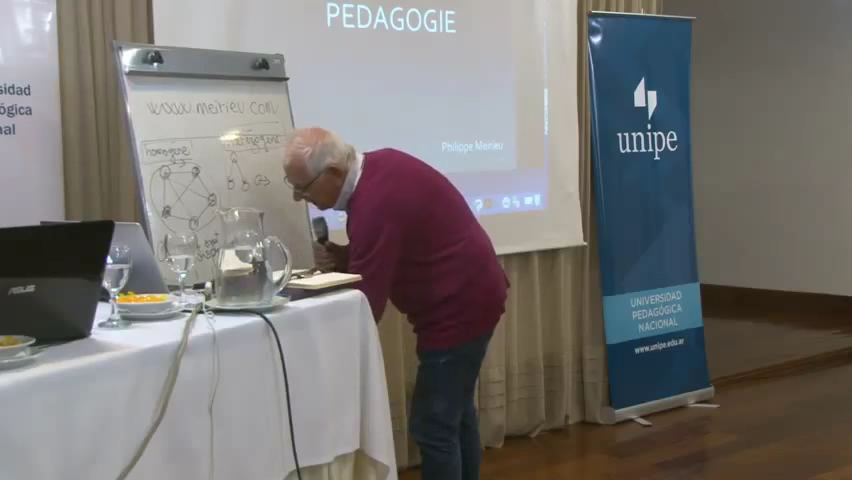 PEDAGOGIE
Philippe Meirieu
sidad
ógica
nal
www.meirieu.com
homogène
unipe
UNIVERSIDAD
PEDAGÓGICA
NACIONAL
www.unipe.edu.ar
ASUS